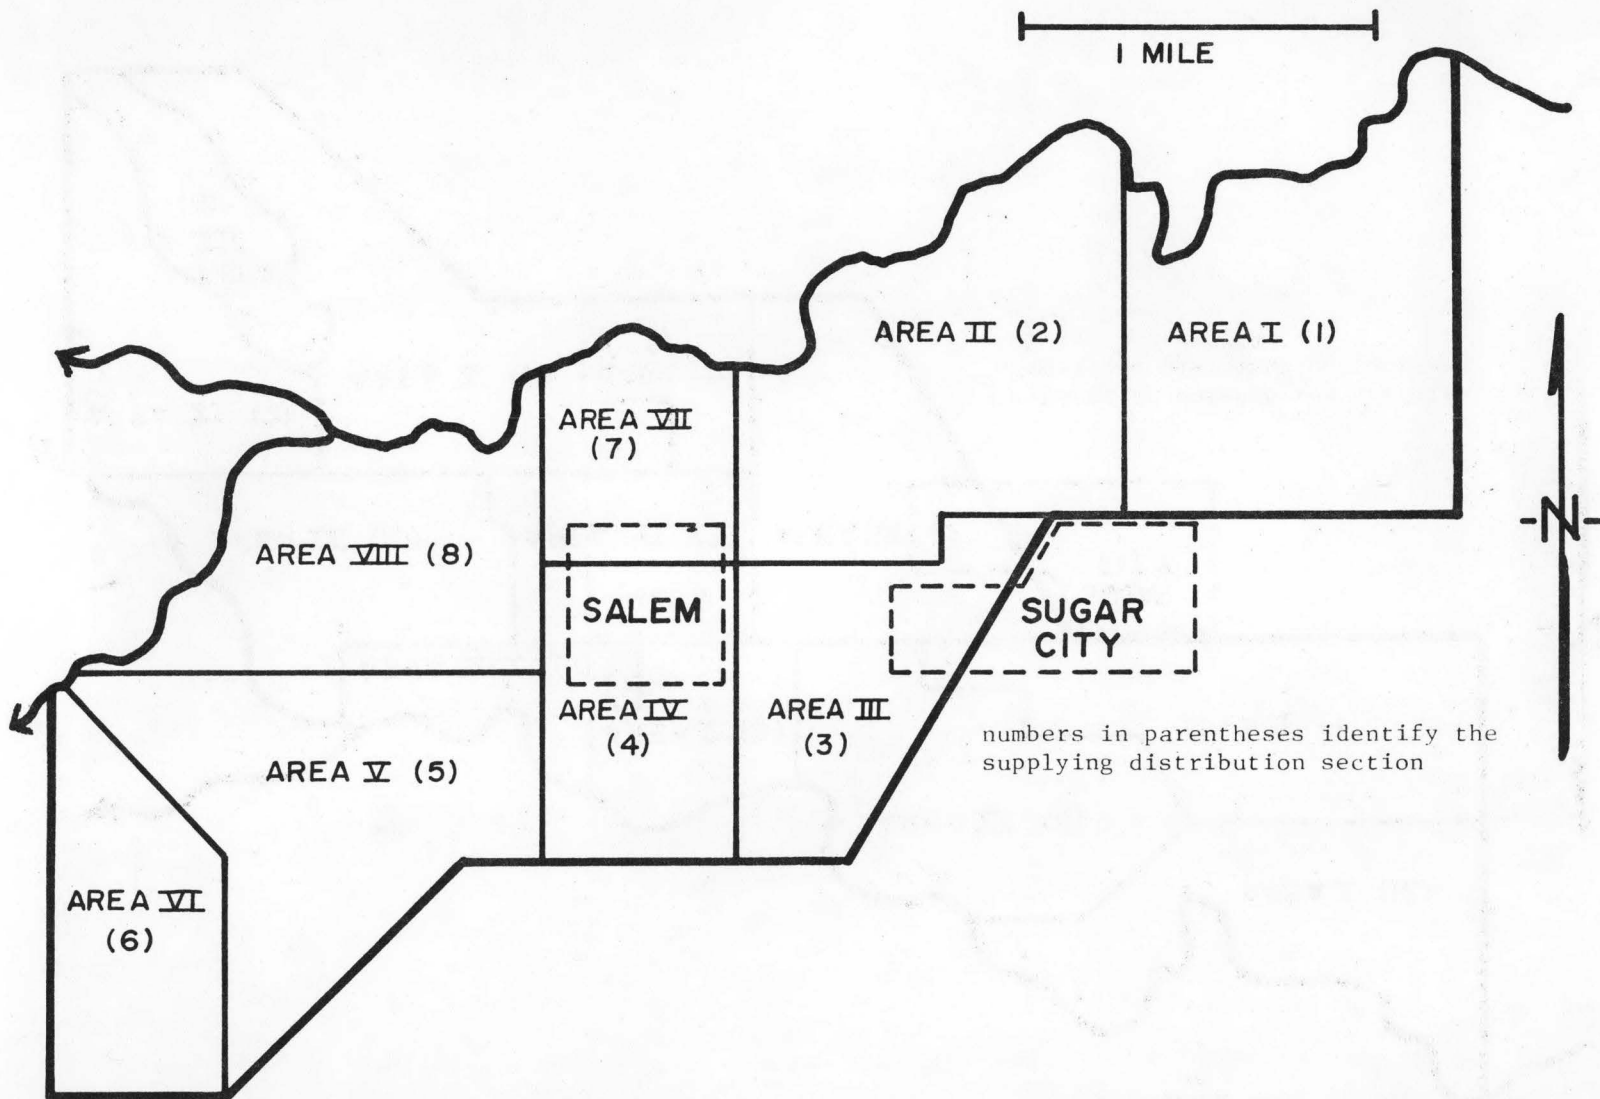 1 MILE
AREA II (2)
AREA I (1)
AREA VII
(7)
AREA VIII (8)
SALEM
SUGAR
CITY
AREA IV
(4)
AREA III
(3)
numbers in parentheses identify the
supplying distribution section
AREA V (5)
AREA VI
(6)
N